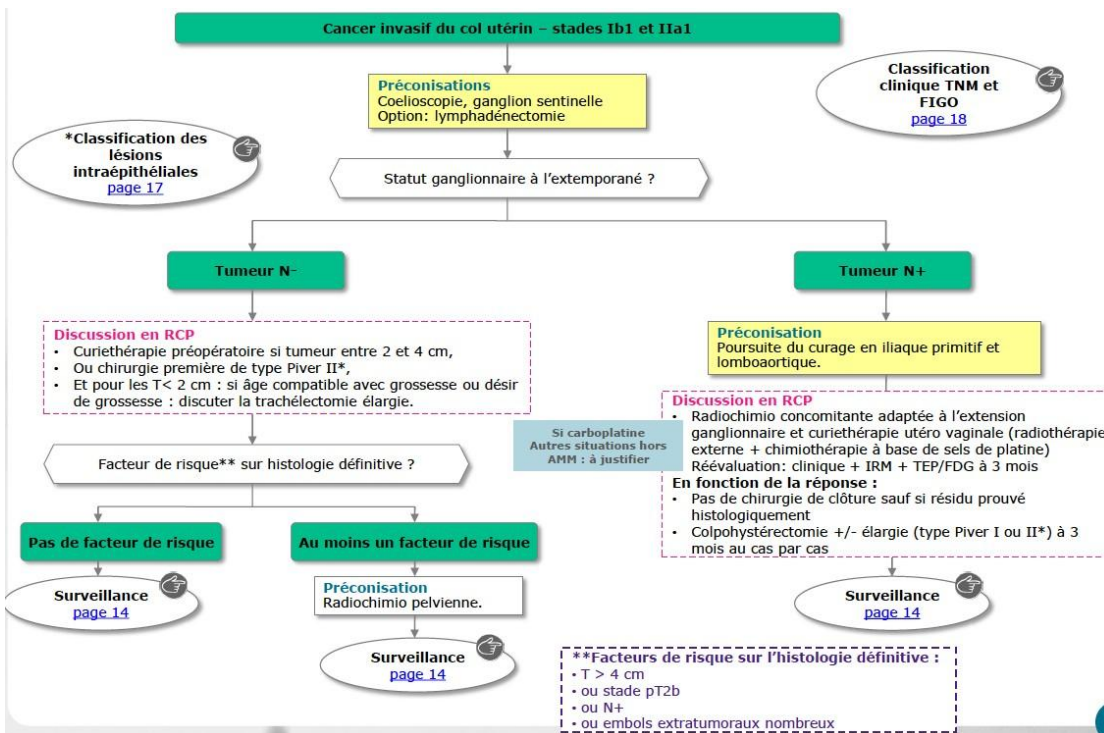 Cancer invasif du col utérin – stades Ib1 et IIa1
Préconisations
Coelioscopie, ganglion sentinelle
Option: lymphadénectomie
Classification
clinique TNM et
FIGO
page 18
*Classification des
lésions
intraépithéliales
page 17
Statut ganglionnaire à l'extemporané ?
Tumeur N-
Tumeur N+
Discussion en RCP
• Curiethérapie préopératoire si tumeur entre 2 et 4 cm,
• Ou chirurgie première de type Piver II*,
• Et pour les T< 2 cm : si âge compatible avec grossesse ou désir
de grossesse : discuter la trachélectomie élargie.
Préconisation
Poursuite du curage en iliaque primitif et
lomboaortique.
Si carboplatine
Autres situations hors
AMM : à justifier
Discussion en RCP
• Radiochimio concomitante adaptée à l'extension
ganglionnaire et curiethérapie utéro vaginale (radiothérapie
externe + chimiothérapie à base de sels de platine)
• Réévaluation: clinique + IRM + TEP/FDG à 3 mois
En fonction de la réponse :
• Pas de chirurgie de clôture sauf si résidu prouvé
histologiquement
• Colpohystérectomie +/- élargie (type Piver I ou II*) à 3
mois au cas par cas
Facteur de risque** sur histologie définitive ?
Pas de facteur de risque
Au moins un facteur de risque
Surveillance
page 14
Préconisation
Radiochimio pelvienne.
Surveillance
page 14
Surveillance
page 14
**Facteurs de risque sur l'histologie définitive :
• T > 4 cm
• ou stade pT2b
• ou N+
• ou embols extratumoraux nombreux